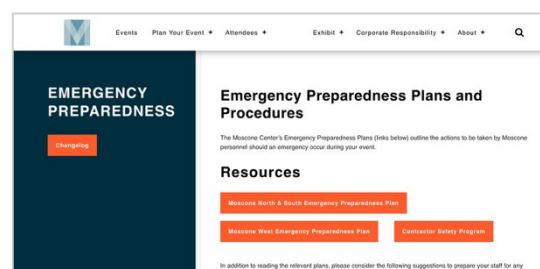 Events Plan Your Event + Attendees + Exhibit + Corporate Responsibility + About +
EMERGENCY
PREPAREDNESS
Changelog
Emergency Preparedness Plans and
Procedures
The Moscone Center's Emergency Preparedness Plans (links below) outline the actions to be taken by Moscone
personnel should an emergency occur during your event.
Resources
Moscone North & South Emergency Preparedness Plan
Moscone West Emergency Preparedness Plan Contractor Safety Program
In addition to reading the relevant plans, please consider the following suggestions to prepare your staff for any